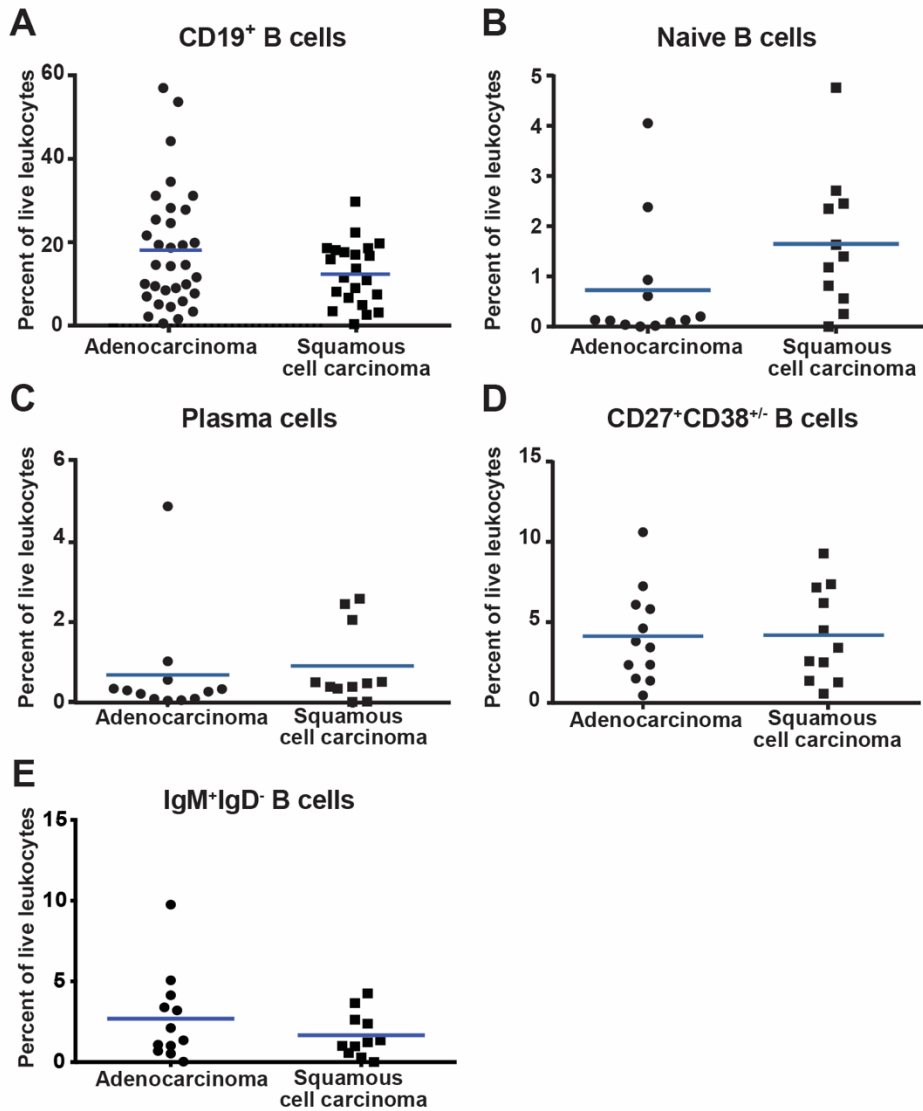 A
CD19⁺ B cells
Percent of live leukocytes
60
40
20
0
Adenocarcinoma
Squamous
cell carcinoma
B
Naive B cells
Percent of live leukocytes
5
4
3
2
1
0
Adenocarcinoma
Squamous
cell carcinoma
C
Plasma cells
Percent of live leukocytes
6
4
2
0
Adenocarcinoma
Squamous
cell carcinoma
D
CD27⁺CD38⁺/⁻ B cells
Percent of live leukocytes
15
10
5
0
Adenocarcinoma
Squamous
cell carcinoma
E
IgM⁺IgD⁻ B cells
Percent of live leukocytes
15
10
5
0
Adenocarcinoma
Squamous
cell carcinoma